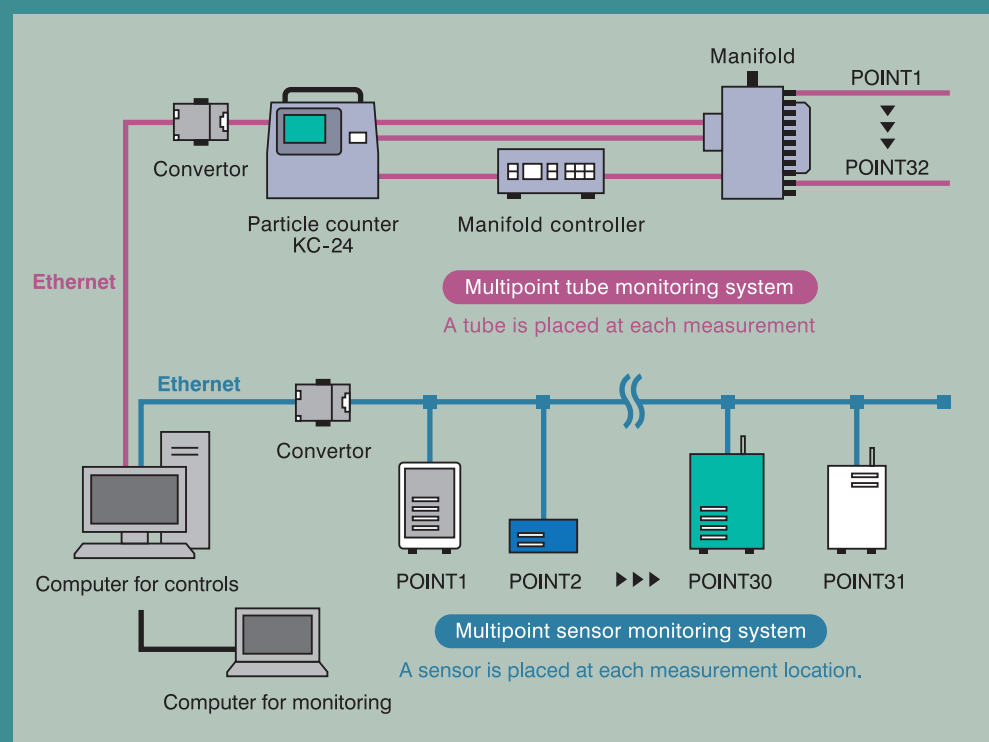 Manifold
POINT1
Convertor
POINT32
Particle counter
KC-24
Manifold controller
Ethernet
Multipoint tube monitoring system
A tube is placed at each measurement
Ethernet
Convertor
Computer for controls
POINT1
POINT2
POINT30
POINT31
Multipoint sensor monitoring system
A sensor is placed at each measurement location.
Computer for monitoring